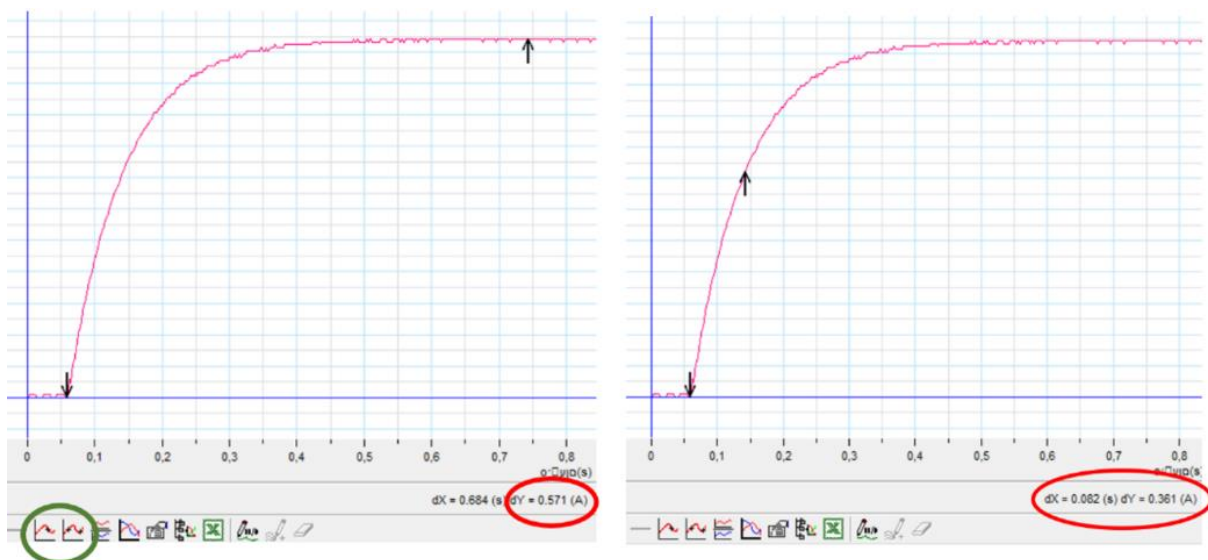 0 0,1 0,2 0,3 0,4 0,5 0,6 0,7 0,8
(s)
dX = 0.684 (s) dY = 0.571 (A)
0 0,1 0,2 0,3 0,4 0,5 0,6 0,7 0,8
(s)
dX = 0.082 (s) dY = 0.361 (A)